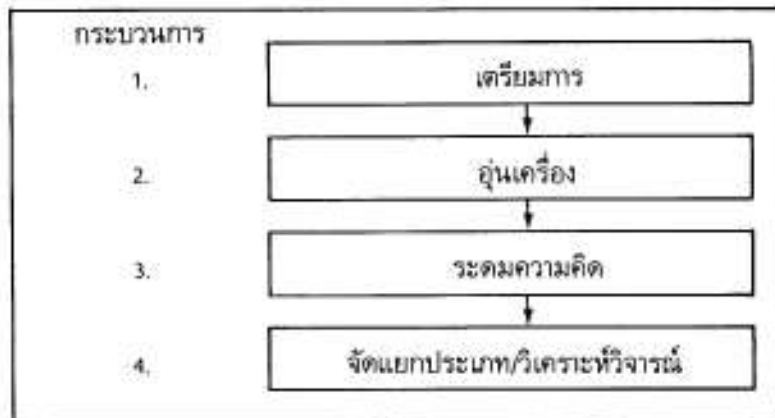 กระบวนการ
1. เตรียมการ
2. อุ่นเครื่อง
3. ระดมความคิด
4. จัดแยกประเภท/วิเคราะห์วิจารณ์